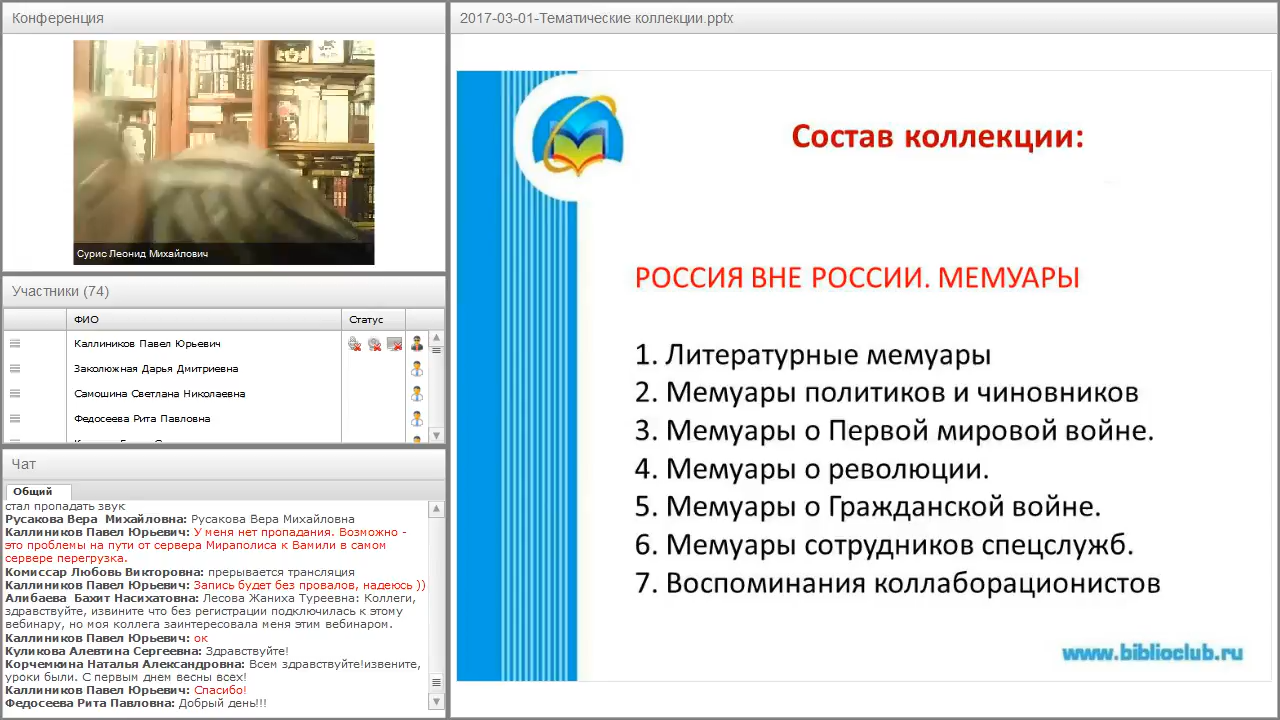 Конференция
Сурис Леонид Михайлович
Участники (74)
ФИО
Статус
Каллиников Павел Юрьевич
Заколюжная Дарья Дмитриевна
Самошина Светлана Николаевна
Федосеева Рита Павловна
Чат
Общий
стал пропадать звук
Русакова Вера Михайловна: Русакова Вера Михайловна
Каллиников Павел Юрьевич: У меня нет пропадания. Возможно -
это проблемы на пути от сервера Мираполиса к Вамили в самом
сервере перегрузка.
Комиссар Любовь Викторовна: прерывается трансляция
Каллиников Павел Юрьевич: Запись будет без провалов, надеюсь ))
Алибаева Бахит Насихатовна: Лесова Жаниха Туреевна: Коллеги,
здравствуйте, извините что без регистрации подключилась к этому
вебинару, но моя коллега заинтересовала меня этим вебинаром.
Каллиников Павел Юрьевич: ок
Куликова Алевтина Сергеевна: Здравствуйте!
Корчемкина Наталья Александровна: Всем здравствуйте!извените,
уроки были. С первым днем весны всех!
Каллиников Павел Юрьевич: Спасибо!
Федосеева Рита Павловна: Добрый день!!!
2017-03-01-Тематические коллекции.pptx
Состав коллекции:
РОССИЯ ВНЕ РОССИИ. МЕМУАРЫ
1. Литературные мемуары
2. Мемуары политиков и чиновников
3. Мемуары о Первой мировой войне.
4. Мемуары о революции.
5. Мемуары о Гражданской войне.
6. Мемуары сотрудников спецслужб.
7. Воспоминания коллаборационистов
www.biblioclub.ru